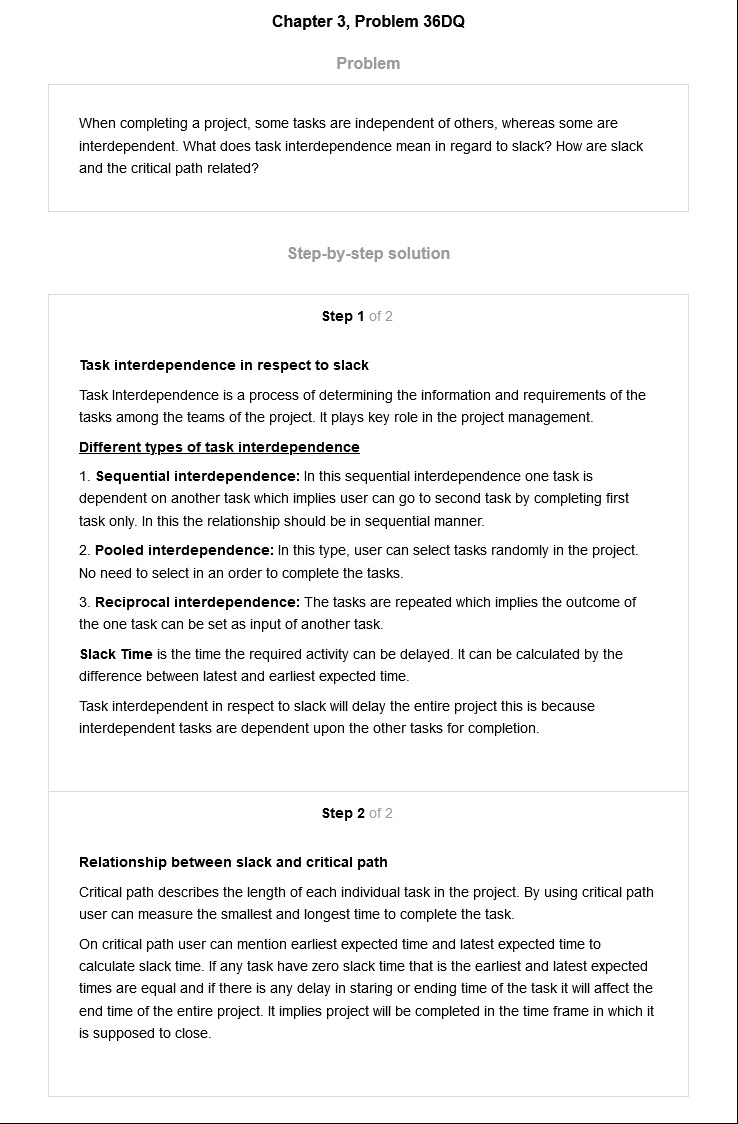 Chapter 3, Problem 36DQ
Problem
When completing a project, some tasks are independent of others, whereas some are
interdependent. What does task interdependence mean in regard to slack? How are slack
and the critical path related?
Step-by-step solution
Step 1 of 2
Task interdependence in respect to slack
Task Interdependence is a process of determining the information and requirements of the
tasks among the teams of the project. It plays key role in the project management.
Different types of task interdependence
1. Sequential interdependence: In this sequential interdependence one task is
dependent on another task which implies user can go to second task by completing first
task only. In this the relationship should be in sequential manner.
2. Pooled interdependence: In this type, user can select tasks randomly in the project.
No need to select in an order to complete the tasks.
3. Reciprocal interdependence: The tasks are repeated which implies the outcome of
the one task can be set as input of another task.
Slack Time is the time the required activity can be delayed. It can be calculated by the
difference between latest and earliest expected time.
Task interdependent in respect to slack will delay the entire project this is because
interdependent tasks are dependent upon the other tasks for completion.
Step 2 of 2
Relationship between slack and critical path
Critical path describes the length of each individual task in the project. By using critical path
user can measure the smallest and longest time to complete the task.
On critical path user can mention earliest expected time and latest expected time to
calculate slack time. If any task have zero slack time that is the earliest and latest expected
times are equal and if there is any delay in staring or ending time of the task it will affect the
end time of the entire project. It implies project will be completed in the time frame in which it
is supposed to close.